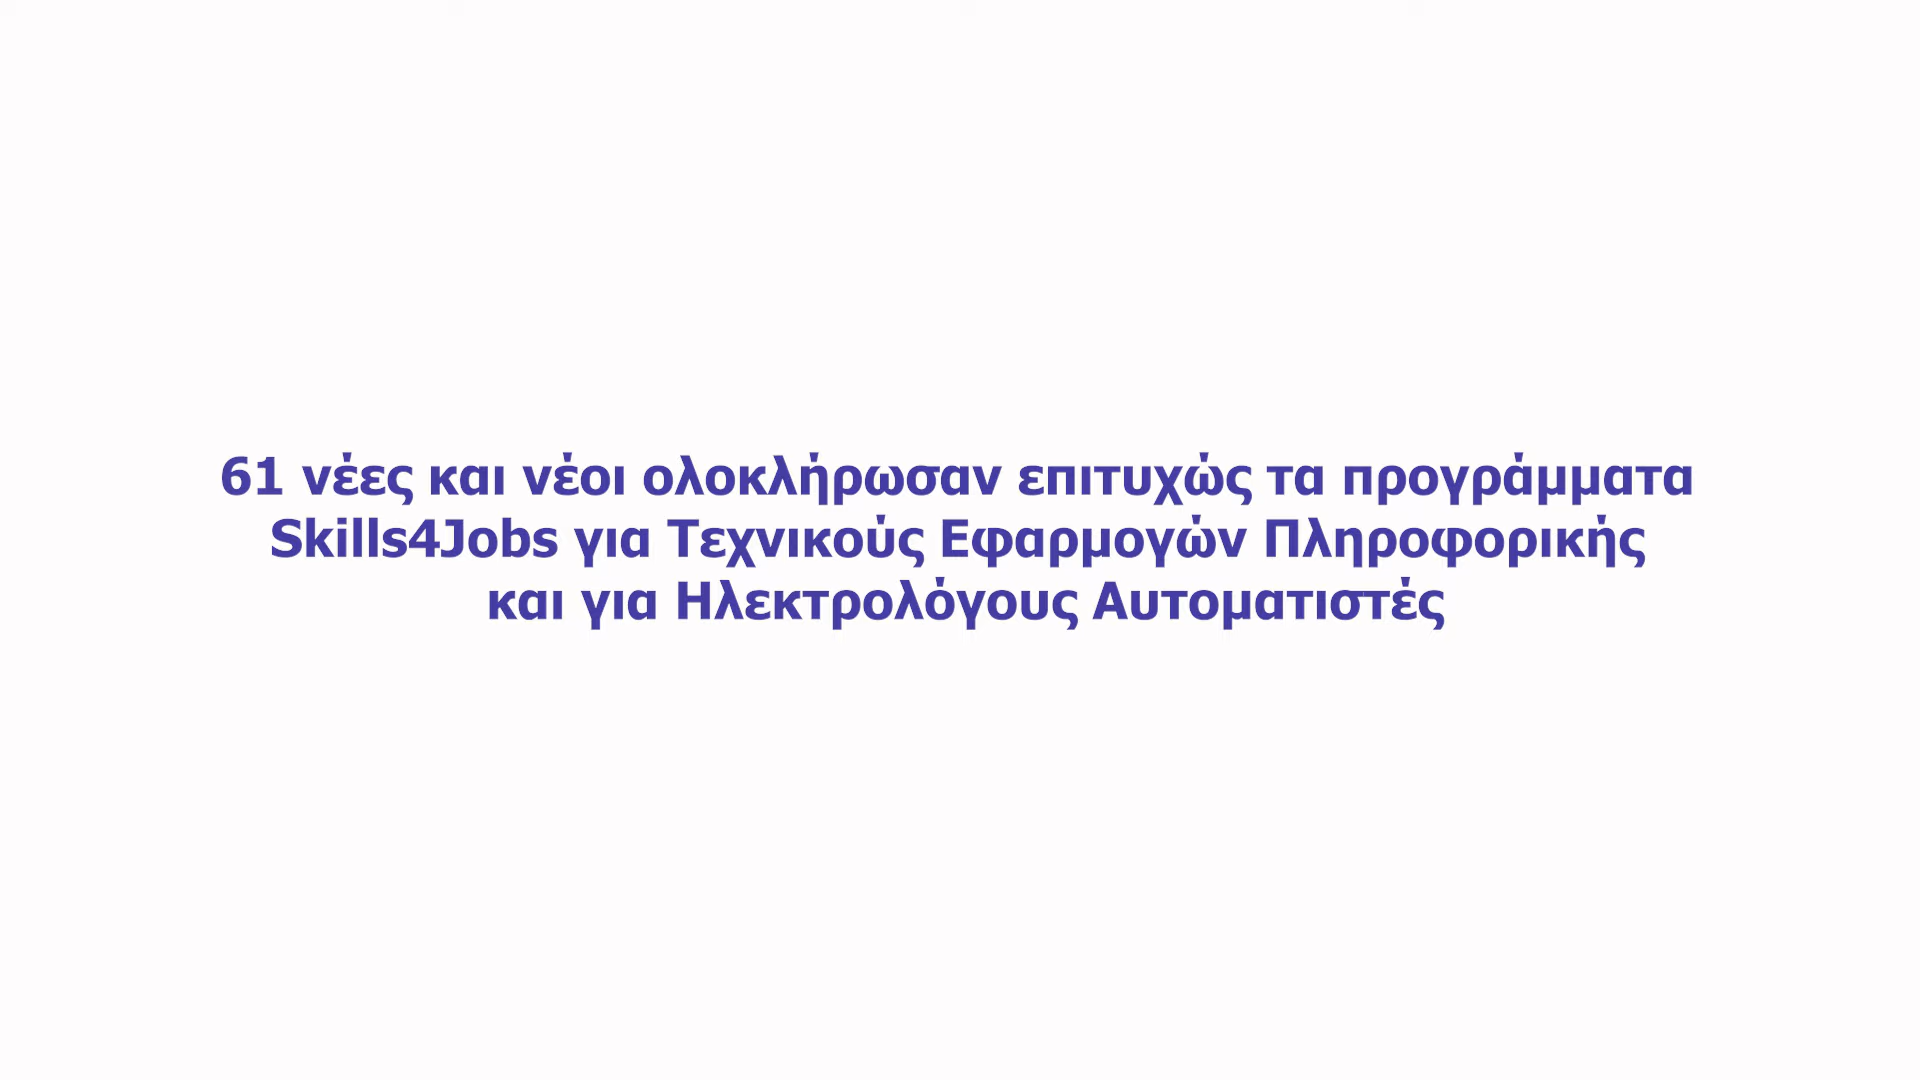 61 νέες και νέοι ολοκλήρωσαν επιτυχώς τα προγράμματα
Skills4Jobs για Τεχνικούς Εφαρμογών Πληροφορικής
και για Ηλεκτρολόγους Αυτοματιστές